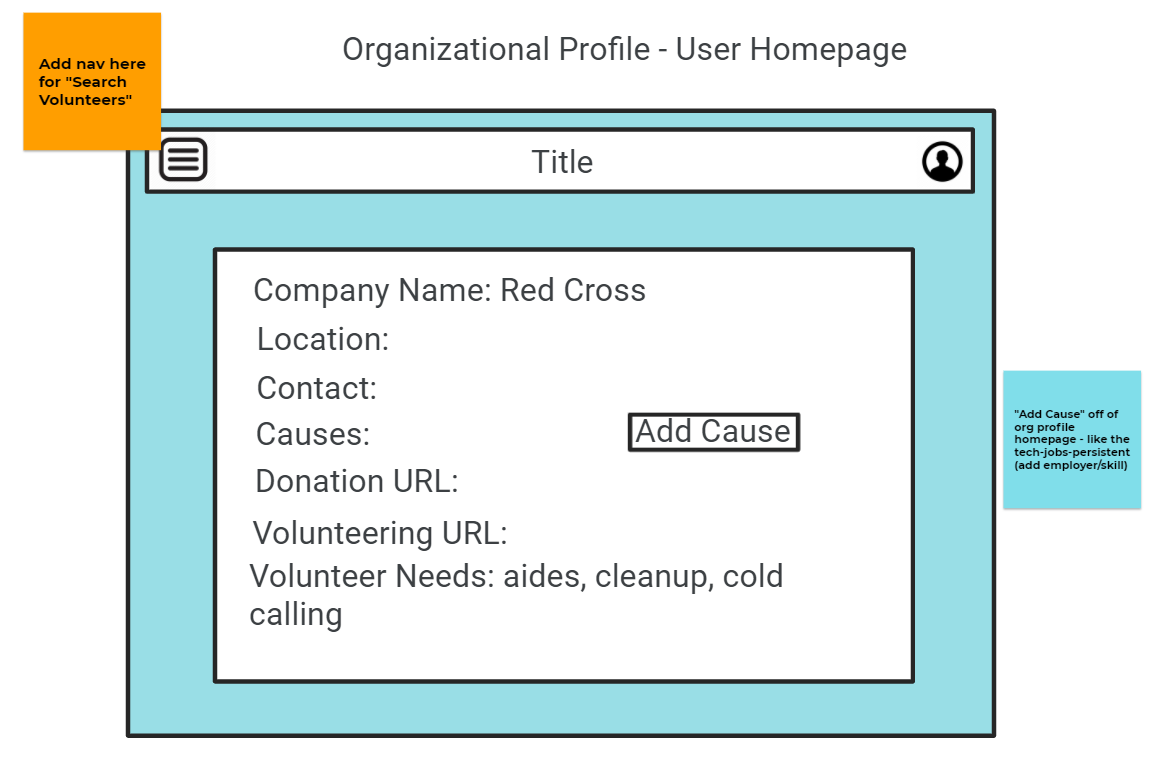 Add nav here
for "Search
Volunteers"
Organizational Profile - User Homepage
Title
Company Name: Red Cross
Location:
Contact:
Causes:
Add Cause
Donation URL:
Volunteering URL:
Volunteer Needs: aides, cleanup, cold
calling
"Add Cause" off of
org profile
homepage - like the
tech-jobs-persistent
(add employer/skill)